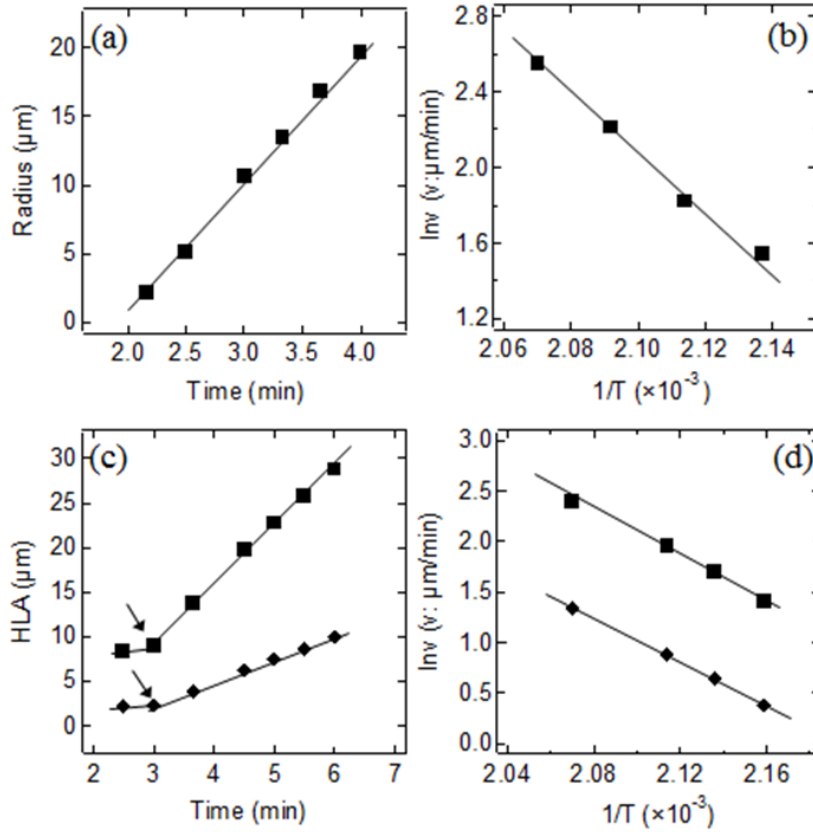 (a)
20
15
10
5
0
Radius (µm)
2.0 2.5 3.0 3.5 4.0
Time (min)
(b)
2.8
2.4
2.0
1.6
1.2
lnv (v:µm/min)
2.06 2.08 2.10 2.12 2.14
1/T (×10⁻³)
(c)
30
20
10
5
0
HLA (µm)
2 3 4 5 6 7
Time (min)
(d)
3.0
2.5
2.0
1.5
1.0
0.5
0.0
lnv (v: µm/min)
2.04 2.08 2.12 2.16
1/T (×10⁻³)